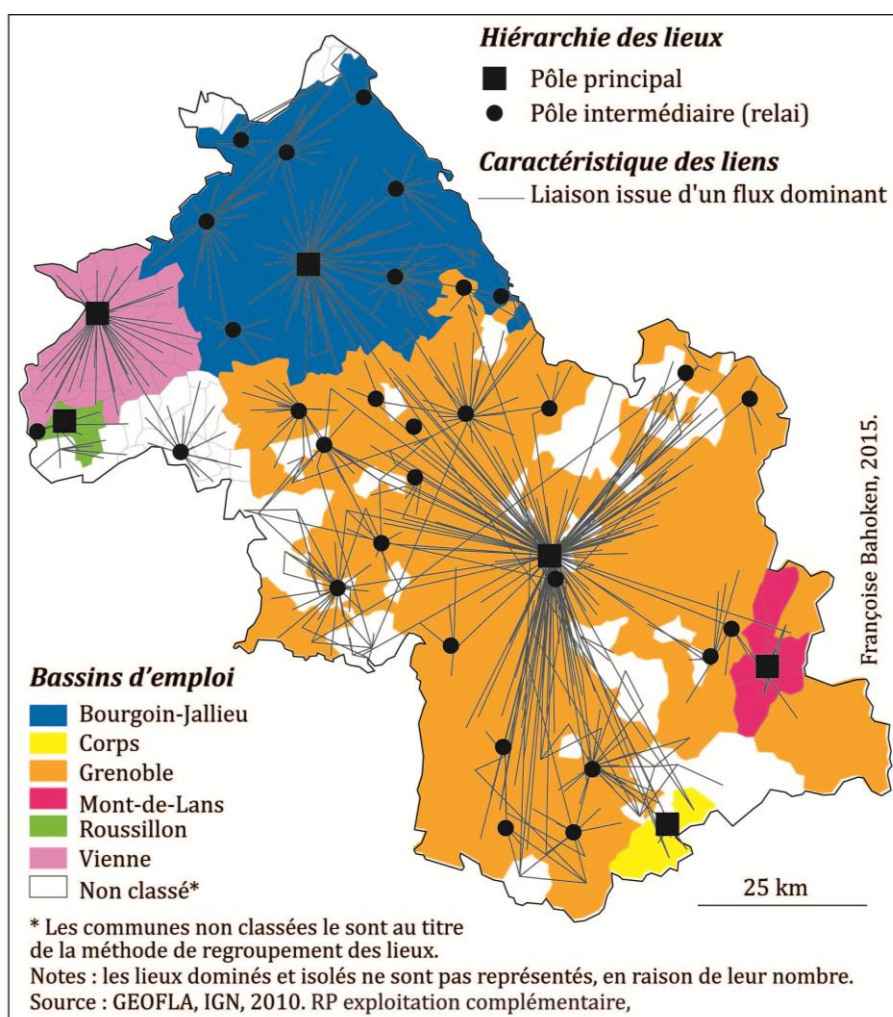 Hiérarchie des lieux
Pôle principal
Pôle intermédiaire (relai)
Caractéristique des liens
Liaison issue d'un flux dominant
Françoise Bahoken, 2015.
Bassins d’emploi
Bourgoin-Jallieu
Corps
Grenoble
Mont-de-Lans
Roussillon
Vienne
Non classé*
25 km
* Les communes non classées le sont au titre
de la méthode de regroupement des lieux.
Notes : les lieux dominés et isolés ne sont pas représentés, en raison de leur nombre.
Source : GEOFLA, IGN, 2010. RP exploitation complémentaire,